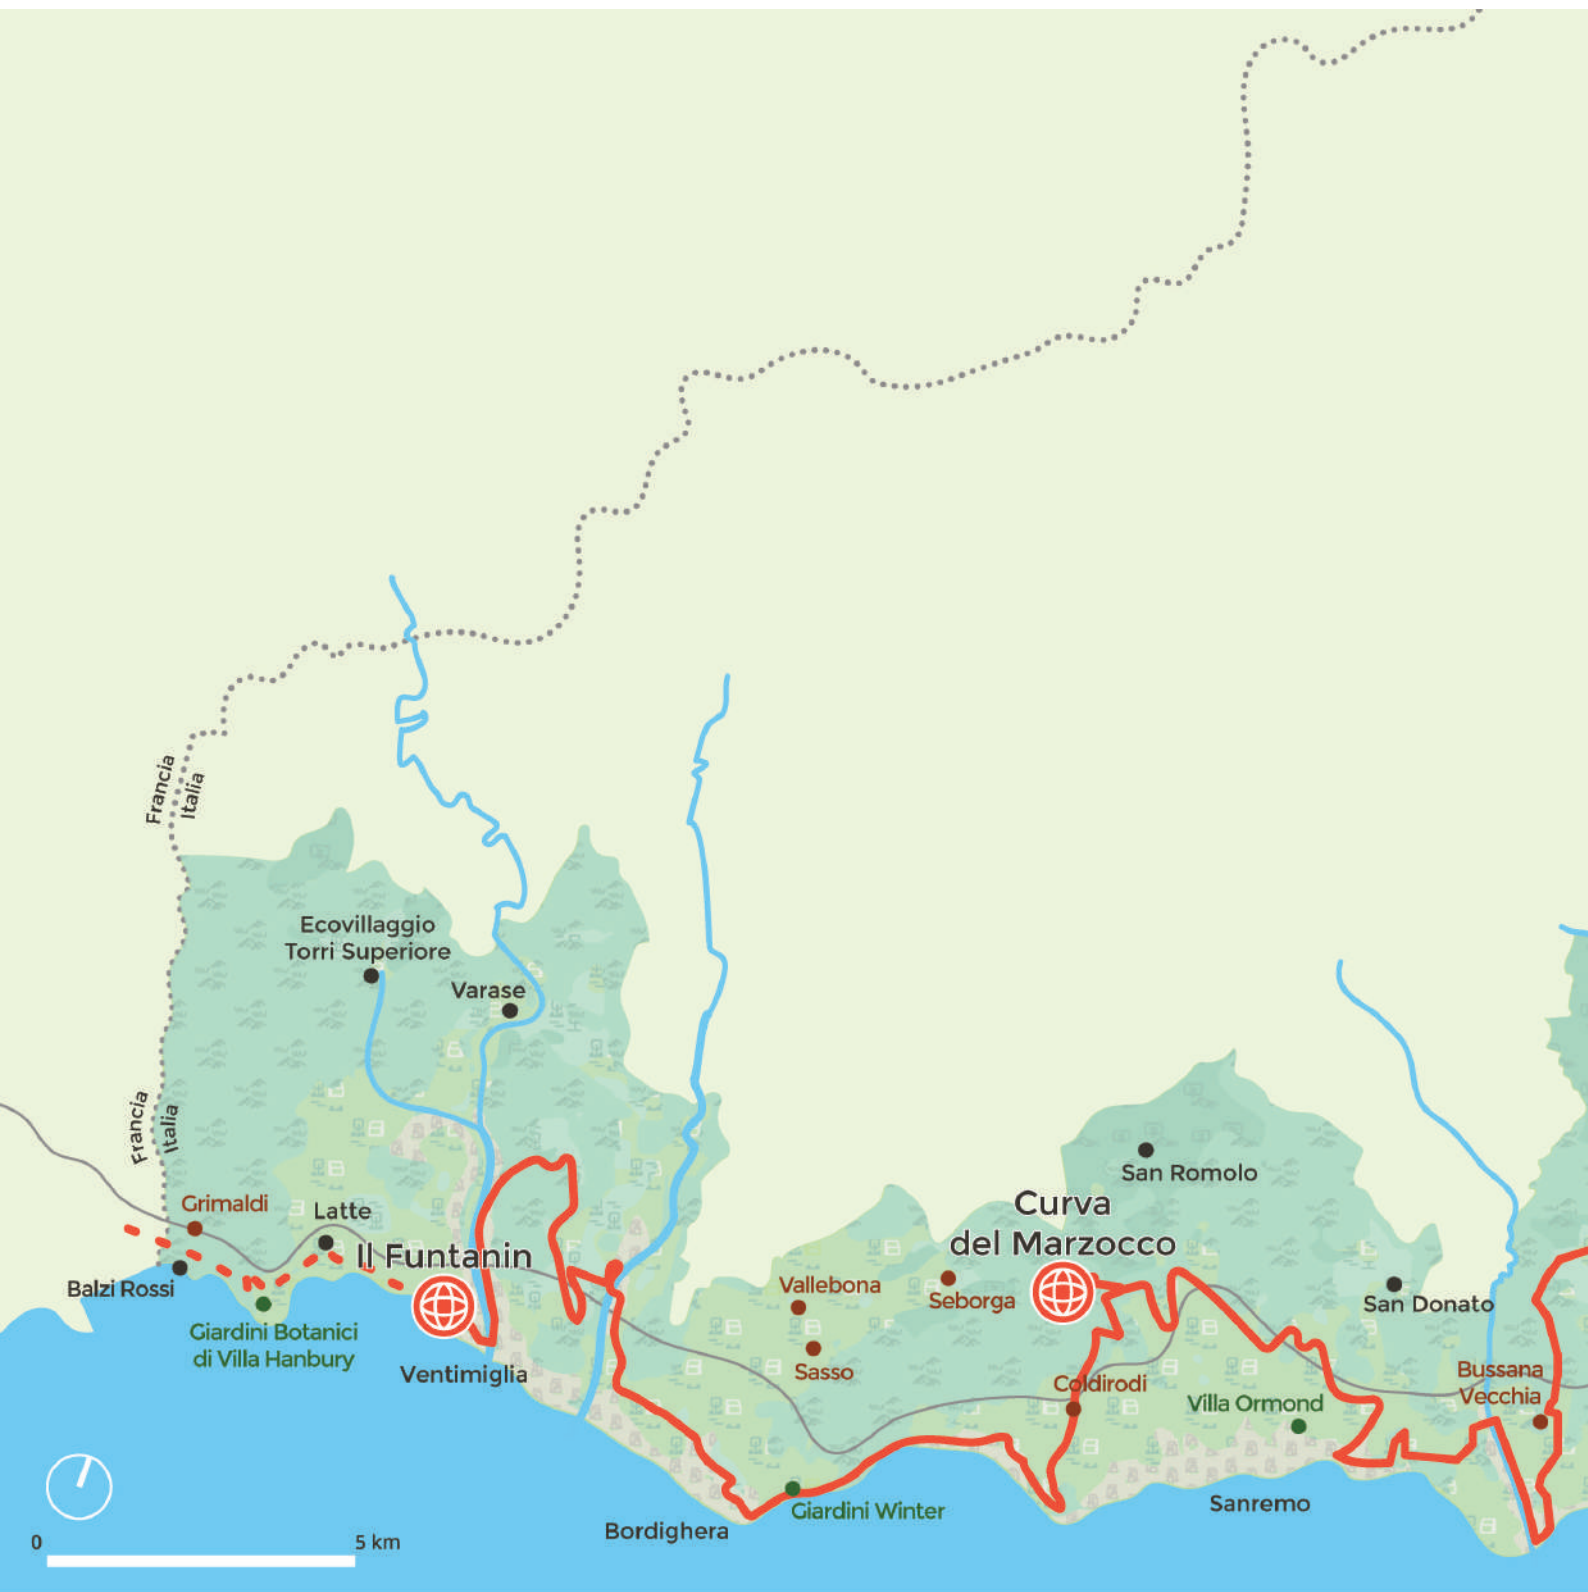 Francia
Italia
Ecovillaggio
Torri Superiore
Varase
Francia
Italia
San Romolo
Grimaldi
Latte
Curva
del Marzocco
Il Funtanin
Balzi Rossi
Vallebona
Seborga
San Donato
Giardini Botanici
di Villa Hanbury
Ventimiglia
Sasso
Coldirodi
Bussana
Vecchia
Villa Ormond
Giardini Winter
Sanremo
Bordighera
0
5 km